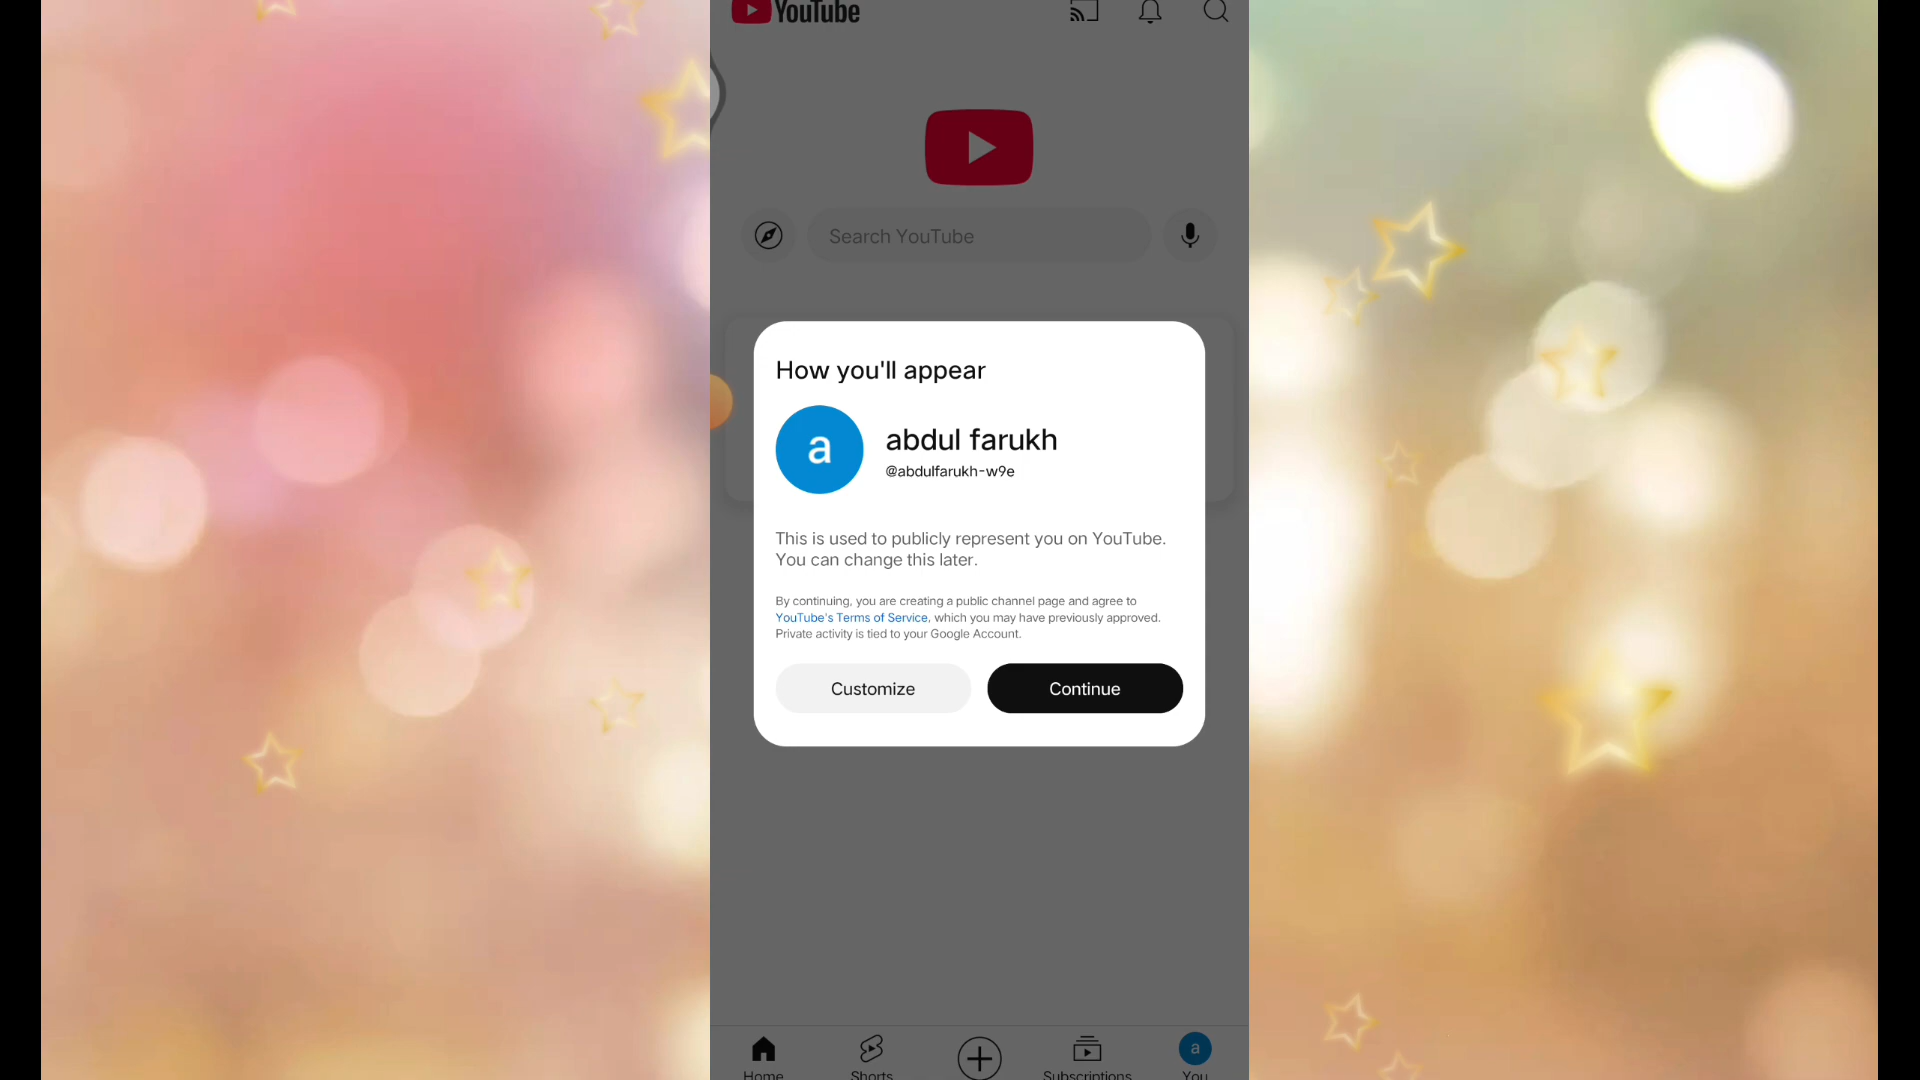 YouTube
Search YouTube
How you'll appear
a
abdul farukh
@abdulfarukh-w9e
This is used to publicly represent you on YouTube.
You can change this later.
By continuing, you are creating a public channel page and agree to
YouTube's Terms of Service, which you may have previously approved.
Private activity is tied to your Google Account.
Customize
Continue
a
Home
Shorts
Subscriptions
You